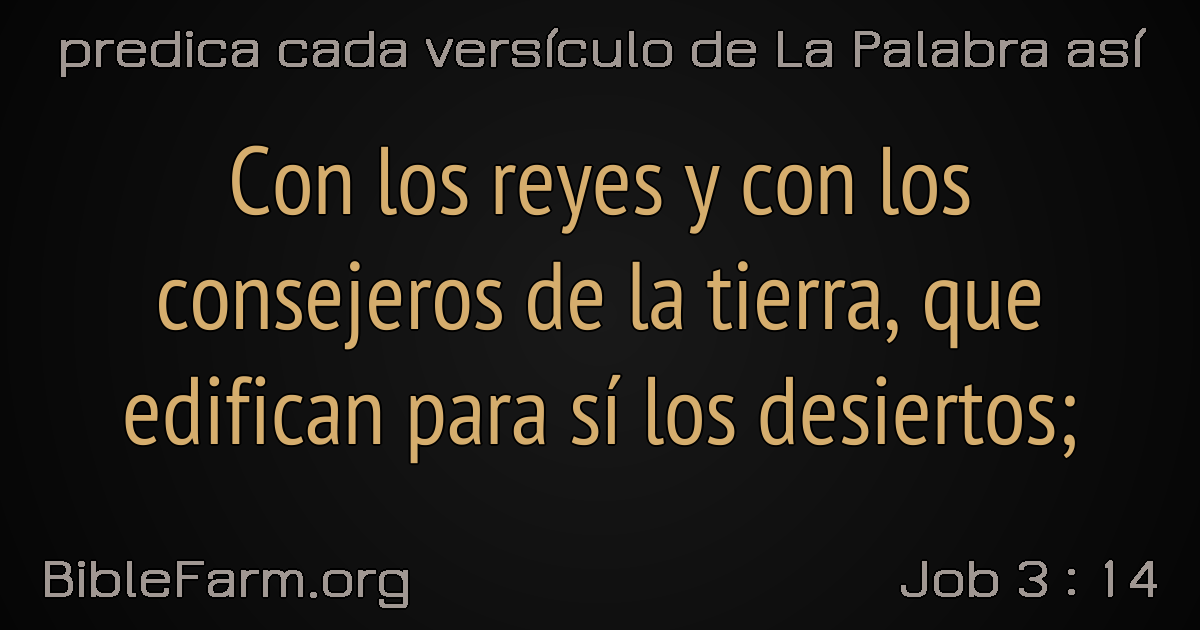 predica cada versículo de La Palabra así
Con los reyes y con los
consejeros de la tierra, que
edifican para sí los desiertos;
BibleFarm.org
Job 3 : 14